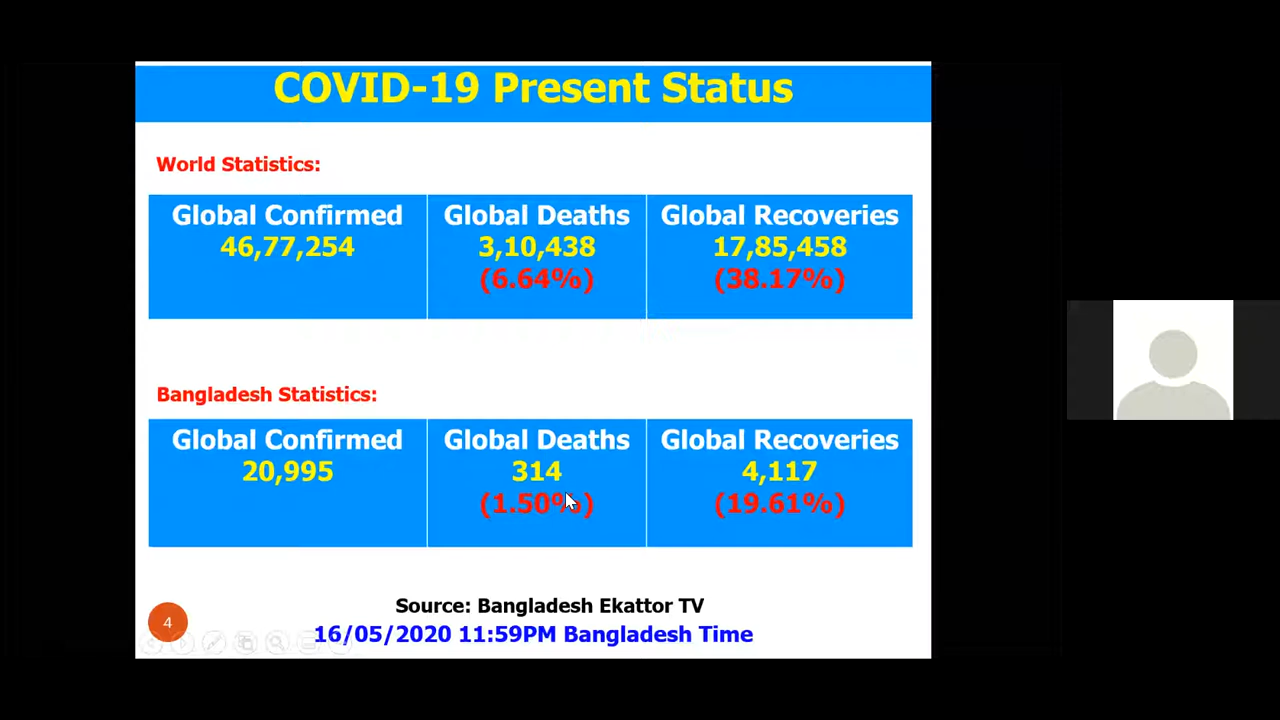 COVID-19 Present Status
World Statistics:
Global Confirmed
46,77,254
Global Deaths
3,10,438
(6.64%)
Global Recoveries
17,85,458
(38.17%)
Bangladesh Statistics:
Global Confirmed
20,995
Global Deaths
314
(1.50%)
Global Recoveries
4,117
(19.61%)
Source: Bangladesh Ekattor TV
16/05/2020 11:59PM Bangladesh Time
4